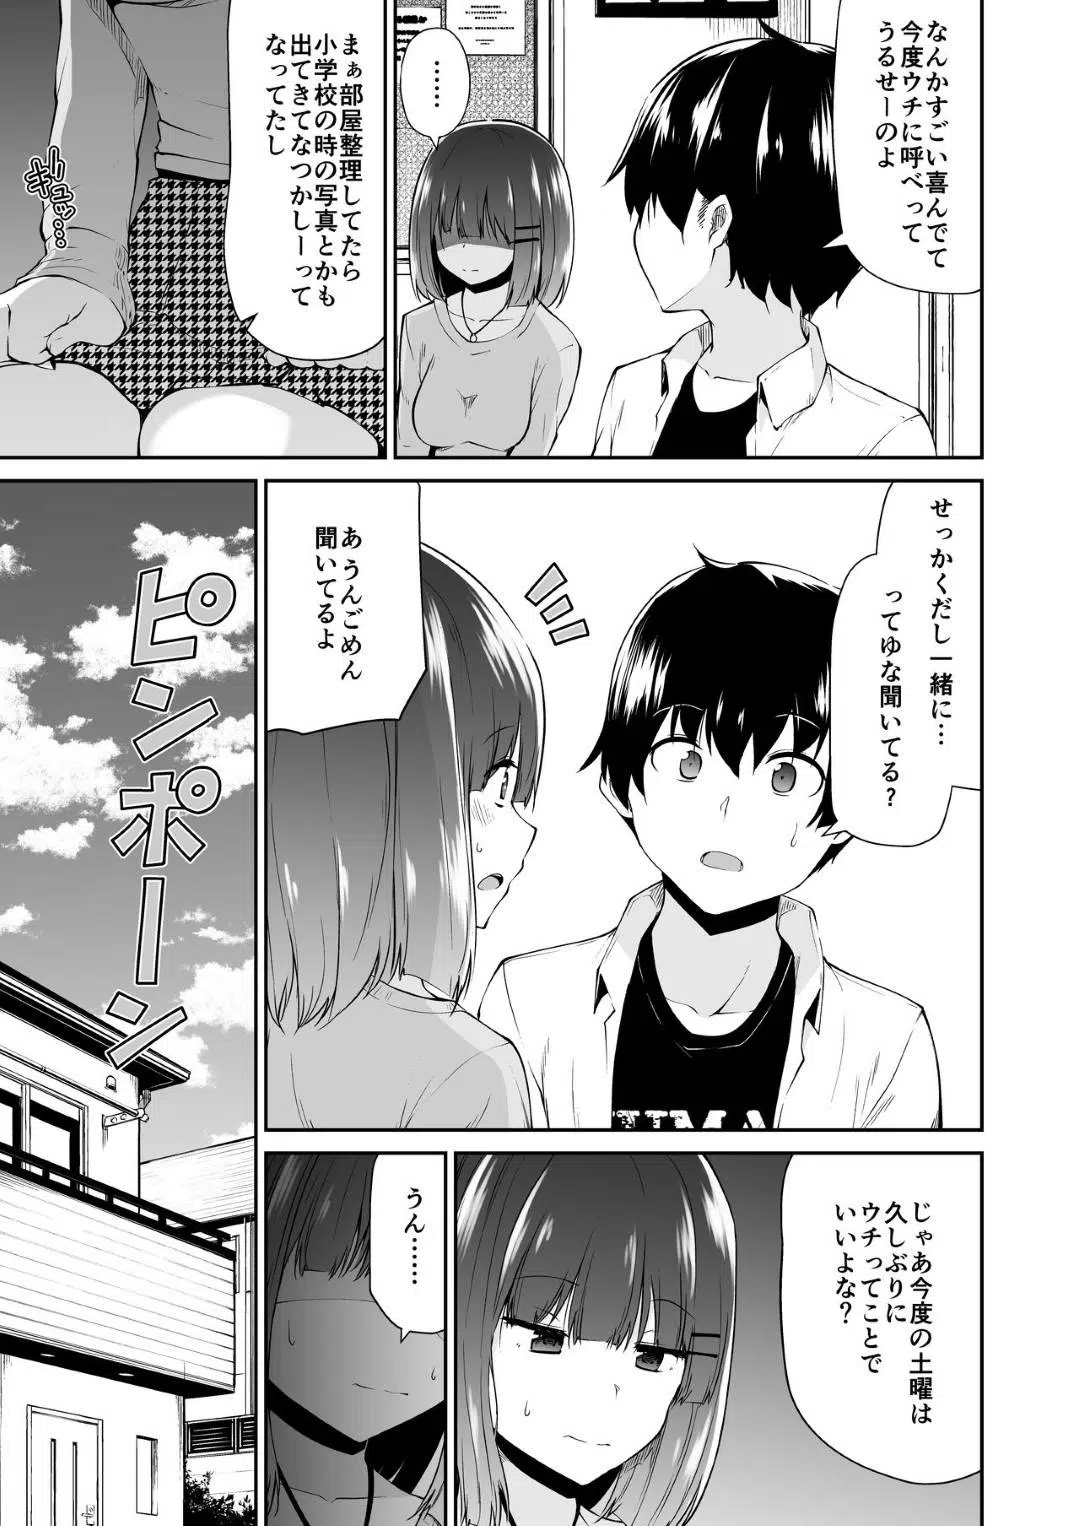 なんかすごい喜んでて
今度ウチに呼べって
うるせーのよ
……
まぁ部屋整理してたら
小学校の時の写真とかも
出てきてなつかしーって
なってたし
ギュッ…
せっかくだし一緒に…
ってゆな聞いてる？
あ うんごめん
聞いてるよ
じゃあ今度の土曜は
久しぶりに
ウチってことで
いいよな？
うん……
ピンポーン